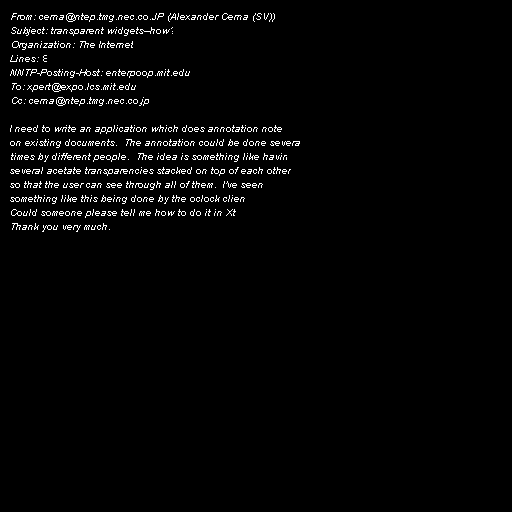 From: cema@ntep.tmg.nec.co.JP (Alexander Cema (SV))
Subject: transparent widgets--how?
Organization: The Internet
Lines: 8
NNTP-Posting-Host: enterpoop.mit.edu
To: xpert@expo.lcs.mit.edu
Cc: cema@ntep.tmg.nec.co.jp

I need to write an application which does annotation note
on existing documents.  The annotation could be done severa
times by different people.  The idea is something like havin
several acetate transparencies stacked on top of each other
so that the user can see through all of them.  I've seen
something like this being done by the oclock clien
Could someone please tell me how to do it in Xt
Thank you very much.